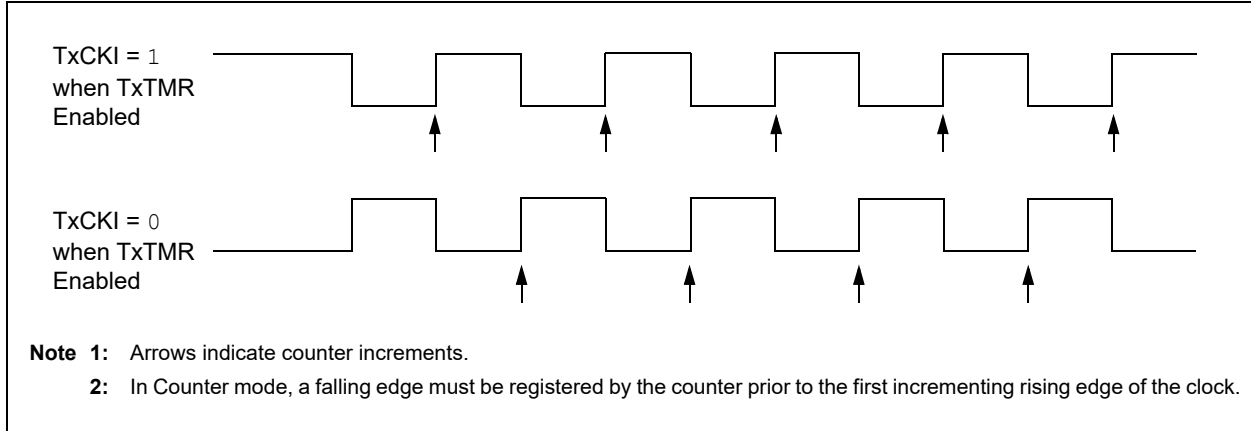 TxCKI = 1
when TxTMR
Enabled
TxCKI = 0
when TxTMR
Enabled
Note 1: Arrows indicate counter increments.
2: In Counter mode, a falling edge must be registered by the counter prior to the first incrementing rising edge of the clock.